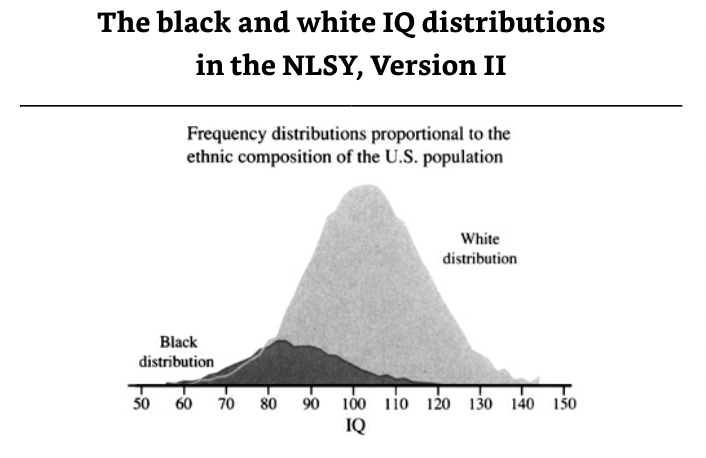 The black and white IQ distributions
in the NLSY, Version II
Frequency distributions proportional to the
ethnic composition of the U.S. population
White
distribution
Black
distribution
50 60 70 80 90 100 110 120 130 140 150
IQ